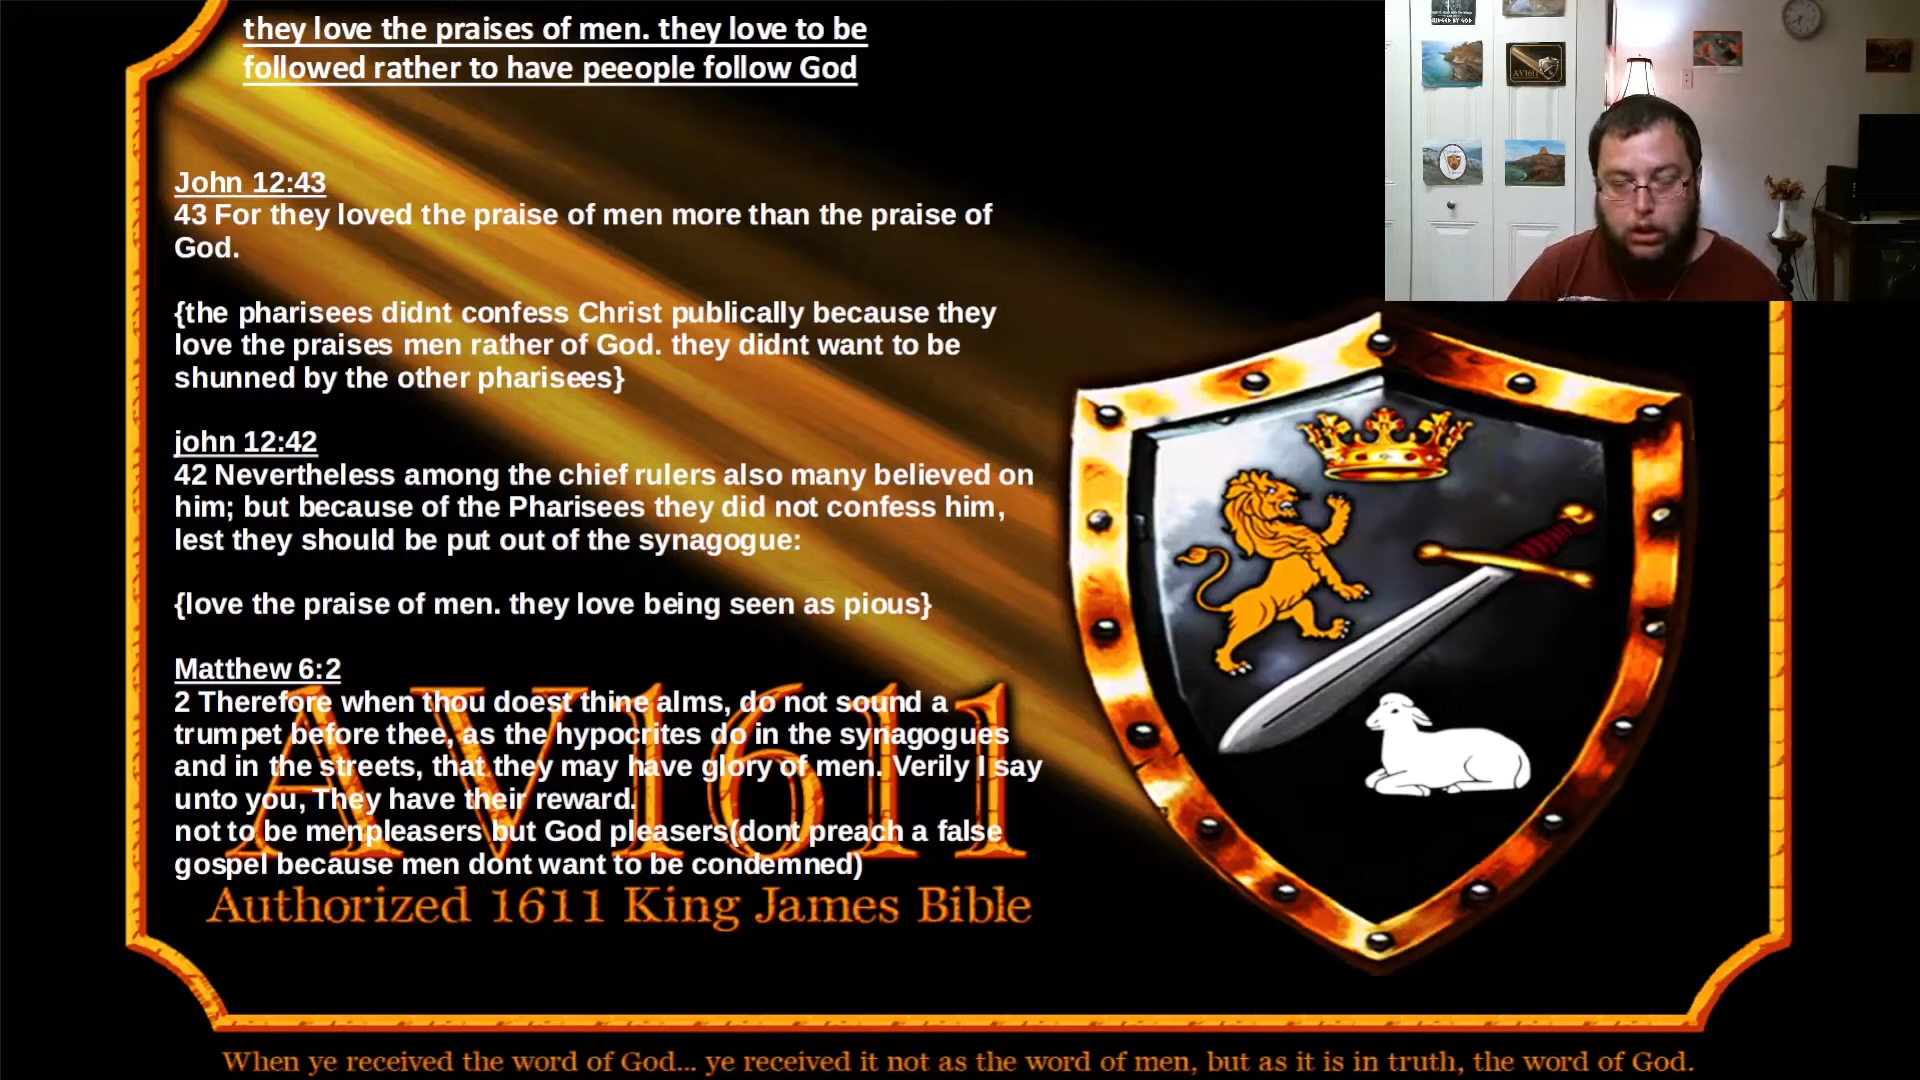 they love the praises of men. they love to be
followed rather to have peeople follow God
John 12:43
43 For they loved the praise of men more than the praise of
God.
{the pharisees didnt confess Christ publically because they
love the praises men rather of God. they didnt want to be
shunned by the other pharisees}
john 12:42
42 Nevertheless among the chief rulers also many believed on
him; but because of the Pharisees they did not confess him,
lest they should be put out of the synagogue:
{love the praise of men. they love being seen as pious}
Matthew 6:2
2 Therefore when thou doest thine alms, do not sound a
trumpet before thee, as the hypocrites do in the synagogues
and in the streets, that they may have glory of men. Verily I say
unto you, They have their reward.
not to be menpleasers but God pleasers(dont preach a false
gospel because men dont want to be condemned)
AV1611
Authorized 1611 King James Bible
When ye received the word of God... ye received it not as the word of men, but as it is in truth, the word of God.
AV1611